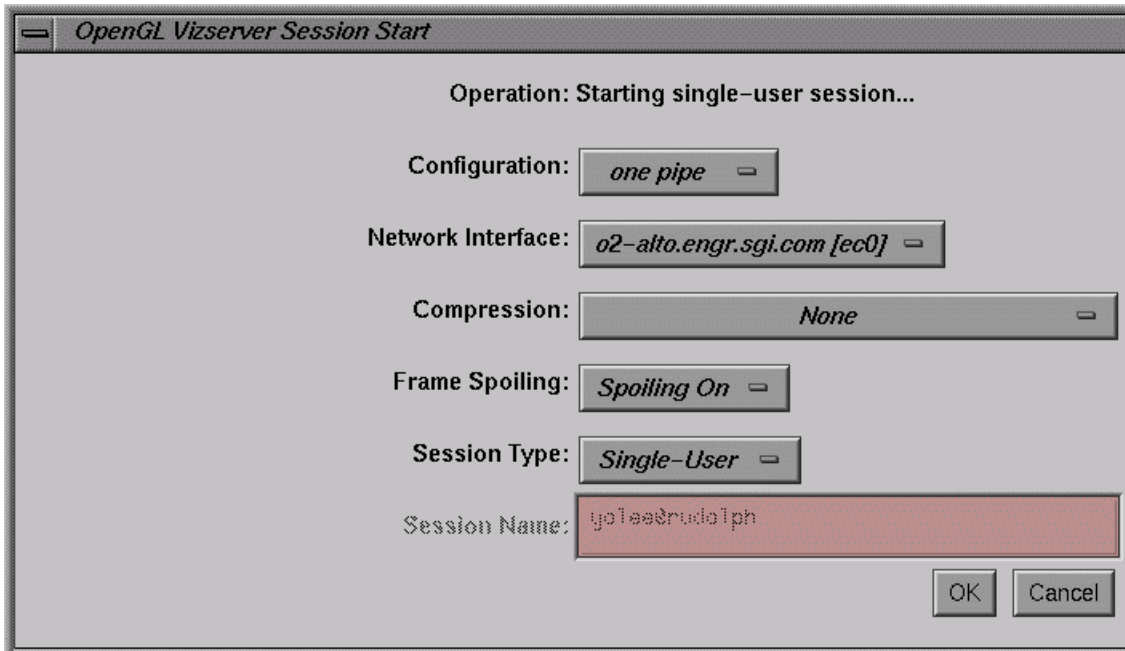 OpenGL Vizserver Session Start
Operation: Starting single-user session...
Configuration: one pipe
Network Interface: o2-alto.engr.sgi.com [ec0]
Compression: None
Frame Spoiling: Spoiling On
Session Type: Single-User
Session Name: yolee@rudolph
OK Cancel